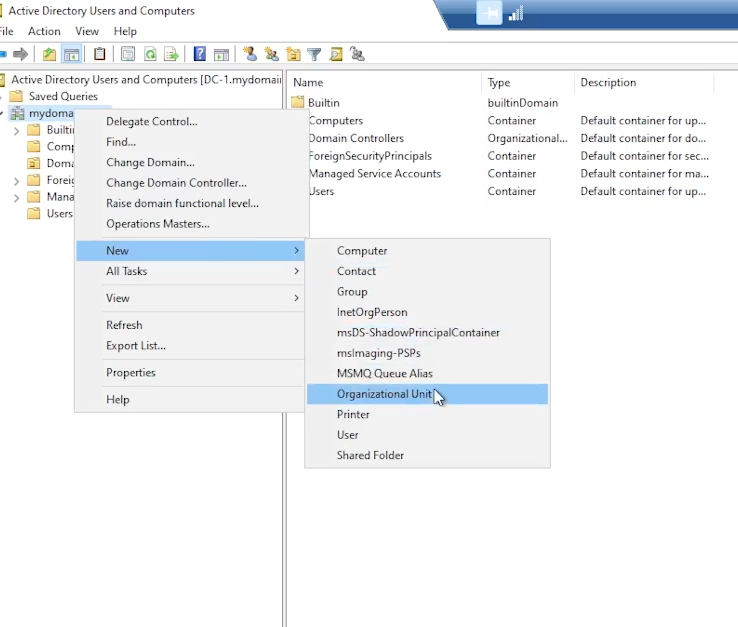 Active Directory Users and Computers
File Action View Help
Active Directory Users and Computers [DC-1.mydomai
Saved Queries
mydoma
Builtin
Comp
Doma
Foreig
Mana
Users
Delegate Control...
Find...
Change Domain...
Change Domain Controller...
Raise domain functional level...
Operations Masters...
New
All Tasks
View
Refresh
Export List...
Properties
Help
Computer
Contact
Group
InetOrgPerson
msDS-ShadowPrincipalContainer
msImaging-PSPs
MSMQ Queue Alias
Organizational Unit
Printer
User
Shared Folder
Name Type Description
Builtin builtinDomain
Computers Container Default container for up...
Domain Controllers Organizational... Default container for do...
ForeignSecurityPrincipals Container Default container for sec...
Managed Service Accounts Container Default container for ma...
Users Container Default container for up...